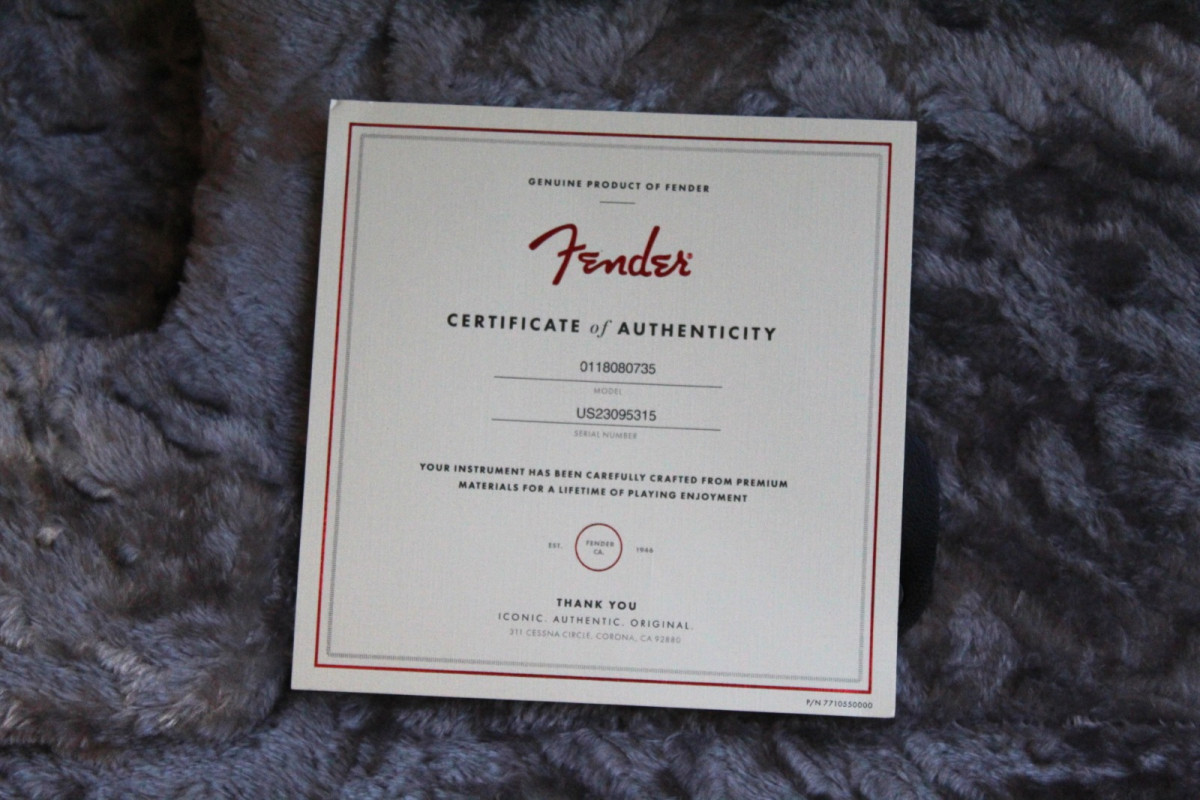 GENUINE PRODUCT OF FENDER
Fender®
CERTIFICATE of AUTHENTICITY
0118080735
MODEL
US23095315
SERIAL NUMBER
YOUR INSTRUMENT HAS BEEN CAREFULLY CRAFTED FROM PREMIUM
MATERIALS FOR A LIFETIME OF PLAYING ENJOYMENT
EST. FENDER CA. 1946
THANK YOU
ICONIC. AUTHENTIC. ORIGINAL.
311 CESSNA CIRCLE, CORONA, CA 92880
P/N 7710550000